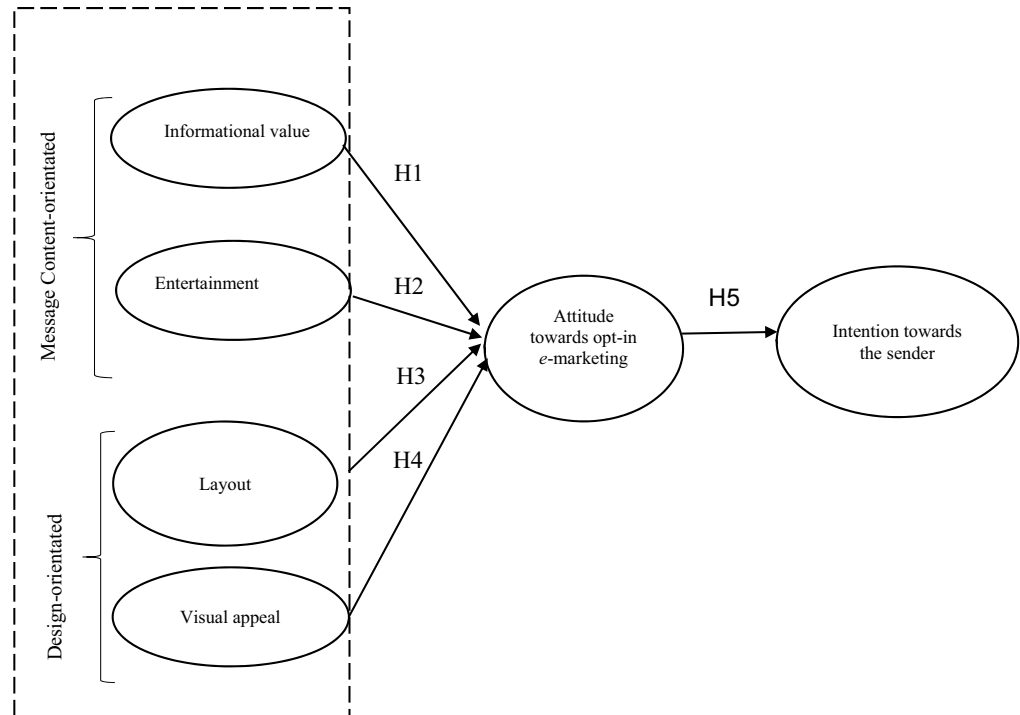 Message Content-orientated
Informational value
H1
Entertainment
H2
Attitude
towards opt-in
e-marketing
H5
Intention towards
the sender
H3
Design-orientated
Layout
H4
Visual appeal